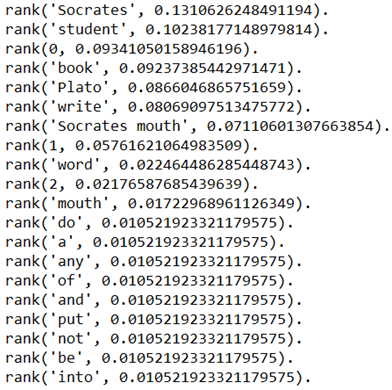 rank('Socrates', 0.1310626248491194).
rank('student', 0.10238177148979814).
rank(0, 0.09341050158946196).
rank('book', 0.09237385442971471).
rank('Plato', 0.0866046865751659).
rank('write', 0.08069097513475772).
rank('Socrates mouth', 0.07110601307663854).
rank(1, 0.05761621064983509).
rank('word', 0.022464486285448743).
rank(2, 0.02176587685439639).
rank('mouth', 0.01722968961126349).
rank('do', 0.010521923321179575).
rank('a', 0.010521923321179575).
rank('any', 0.010521923321179575).
rank('of', 0.010521923321179575).
rank('and', 0.010521923321179575).
rank('put', 0.010521923321179575).
rank('not', 0.010521923321179575).
rank('be', 0.010521923321179575).
rank('into', 0.010521923321179575).